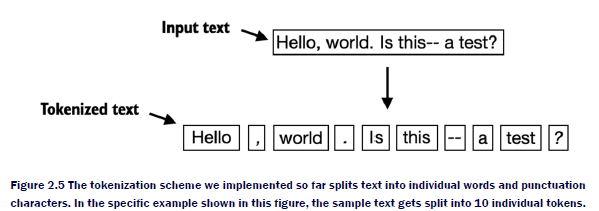 Input text
Hello, world. Is this-- a test?
Tokenized text
Hello , world . Is this -- a test ?
Figure 2.5 The tokenization scheme we implemented so far splits text into individual words and punctuation
characters. In the specific example shown in this figure, the sample text gets split into 10 individual tokens.